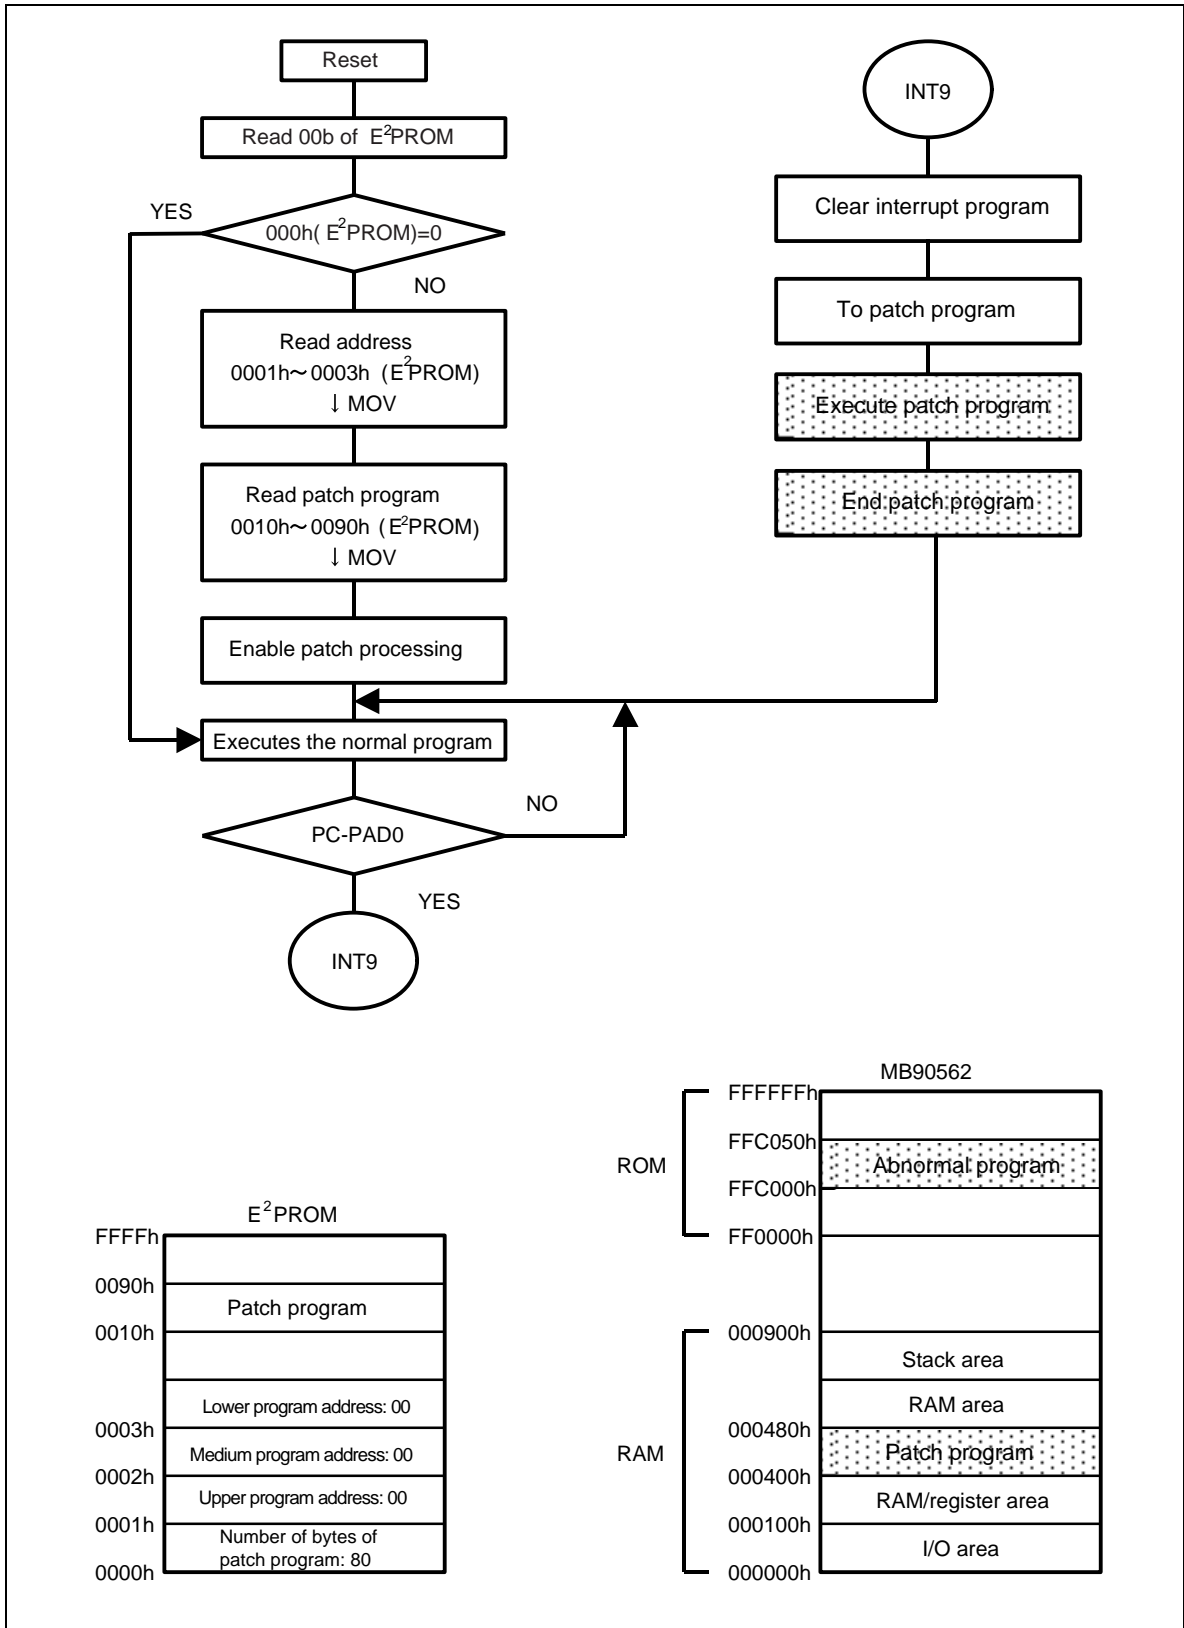 Reset
Read 00b of E²PROM
YES
000h( E²PROM)=0
NO
Read address
0001h～0003h (E²PROM)
↓ MOV
Read patch program
0010h～0090h (E²PROM)
↓ MOV
Enable patch processing
Executes the normal program
NO
PC-PAD0
YES
INT9
INT9
Clear interrupt program
To patch program
Execute patch program
End patch program
E²PROM
FFFFh
0090h
Patch program
0010h
Lower program address: 00
0003h
Medium program address: 00
0002h
Upper program address: 00
0001h
Number of bytes of
patch program: 80
0000h
MB90562
FFFFFFh
FFC050h
ROM
Abnormal program
FFC000h
FF0000h
000900h
Stack area
RAM area
000480h
RAM
Patch program
000400h
RAM/register area
000100h
I/O area
000000h